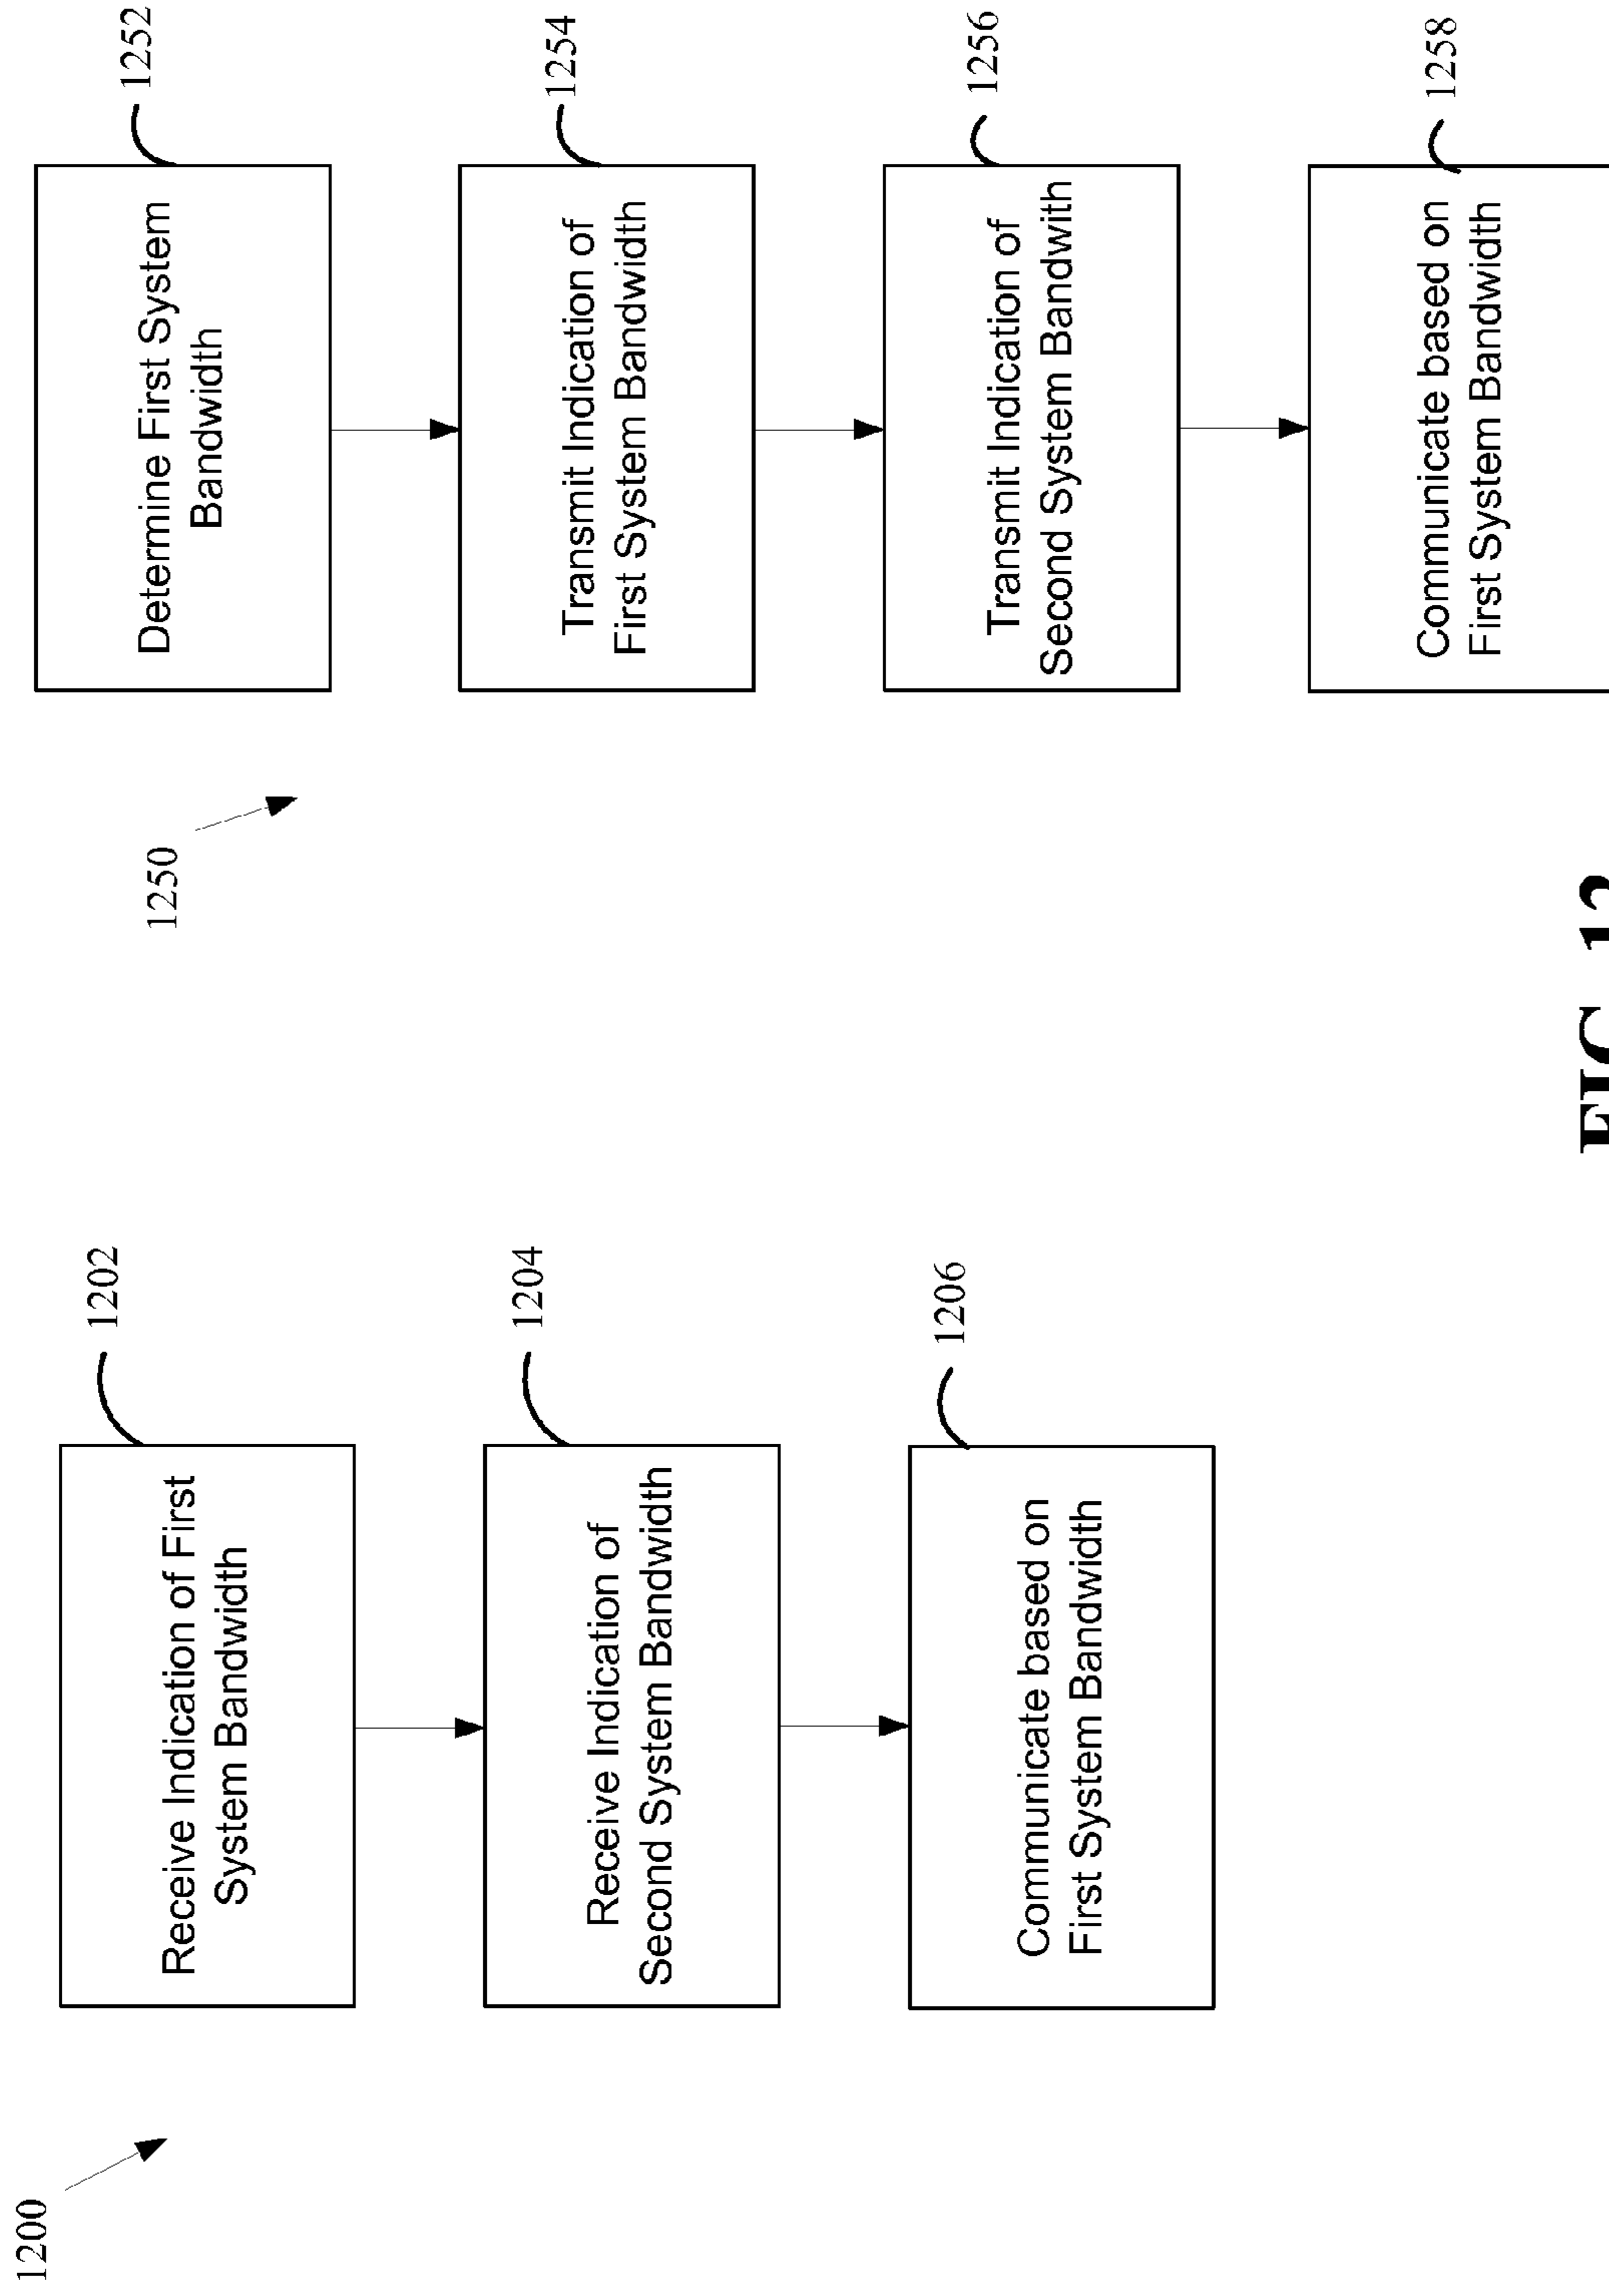 1200
Receive Indication of First
System Bandwidth
1202
Receive Indication of
Second System Bandwidth
1204
Communicate based on
First System Bandwidth
1206
1250
Determine First System
Bandwidth
1252
Transmit Indication of
First System Bandwidth
1254
Transmit Indication of
Second System Bandwith
1256
Communicate based on
First System Bandwidth
1258
FIG. 12